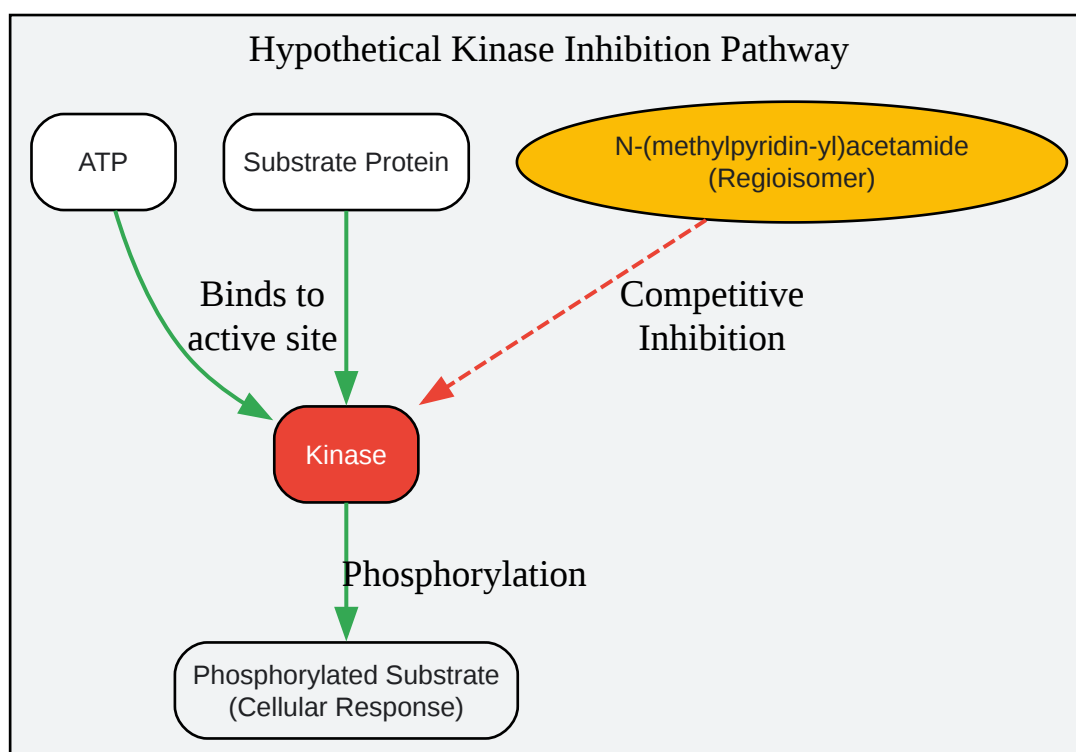 Hypothetical Kinase Inhibition Pathway
ATP
Substrate Protein
N-(methylpyridin-yl)acetamide
(Regioisomer)
Binds to
active site
Competitive
Inhibition
Kinase
Phosphorylation
Phosphorylated Substrate
(Cellular Response)